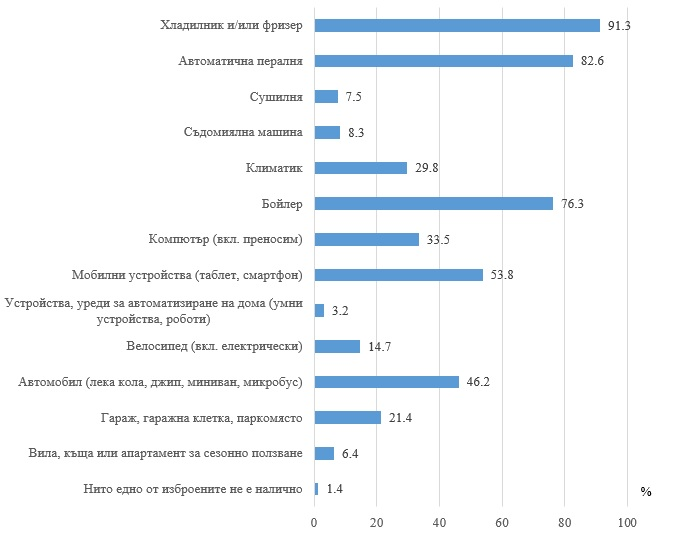 Хладилник и/или фризер 91.3
Автоматична пералня 82.6
Сушилня 7.5
Съдомиялна машина 8.3
Климатик 29.8
Бойлер 76.3
Компютър (вкл. преносим) 33.5
Мобилни устройства (таблет, смартфон) 53.8
Устройства, уреди за автоматизиране на дома (умни
устройства, роботи) 3.2
Велосипед (вкл. електрически) 14.7
Автомобил (лека кола, джип, миниван, микробус) 46.2
Гараж, гаражна клетка, паркомясто 21.4
Вила, къща или апартамент за сезонно ползване 6.4
Нито едно от изброените не е налично 1.4
%
0 20 40 60 80 100